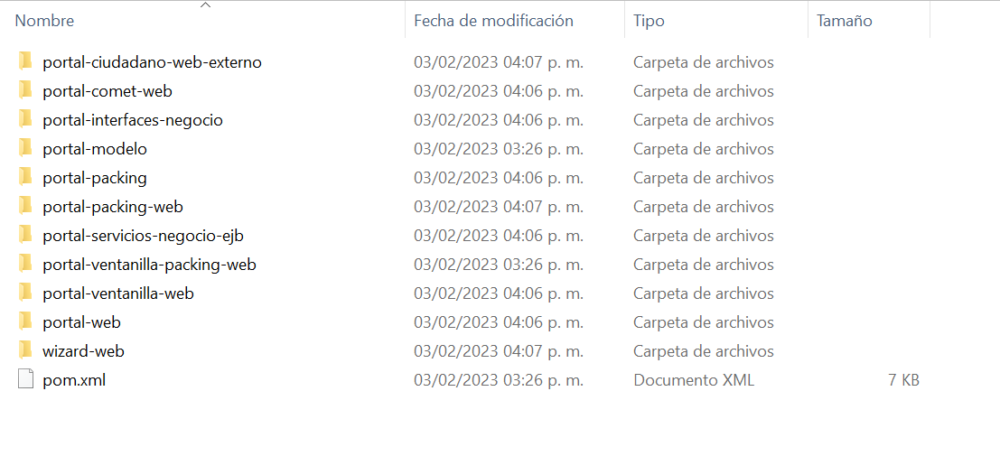 Nombre Fecha de modificación Tipo Tamaño
portal-ciudadano-web-externo 03/02/2023 04:07 p. m. Carpeta de archivos
portal-comet-web 03/02/2023 04:06 p. m. Carpeta de archivos
portal-interfaces-negocio 03/02/2023 04:06 p. m. Carpeta de archivos
portal-modelo 03/02/2023 03:26 p. m. Carpeta de archivos
portal-packing 03/02/2023 04:06 p. m. Carpeta de archivos
portal-packing-web 03/02/2023 04:07 p. m. Carpeta de archivos
portal-servicios-negocio-ejb 03/02/2023 04:06 p. m. Carpeta de archivos
portal-ventanilla-packing-web 03/02/2023 03:26 p. m. Carpeta de archivos
portal-ventanilla-web 03/02/2023 04:06 p. m. Carpeta de archivos
portal-web 03/02/2023 04:06 p. m. Carpeta de archivos
wizard-web 03/02/2023 04:07 p. m. Carpeta de archivos
pom.xml 03/02/2023 03:26 p. m. Documento XML 7 KB